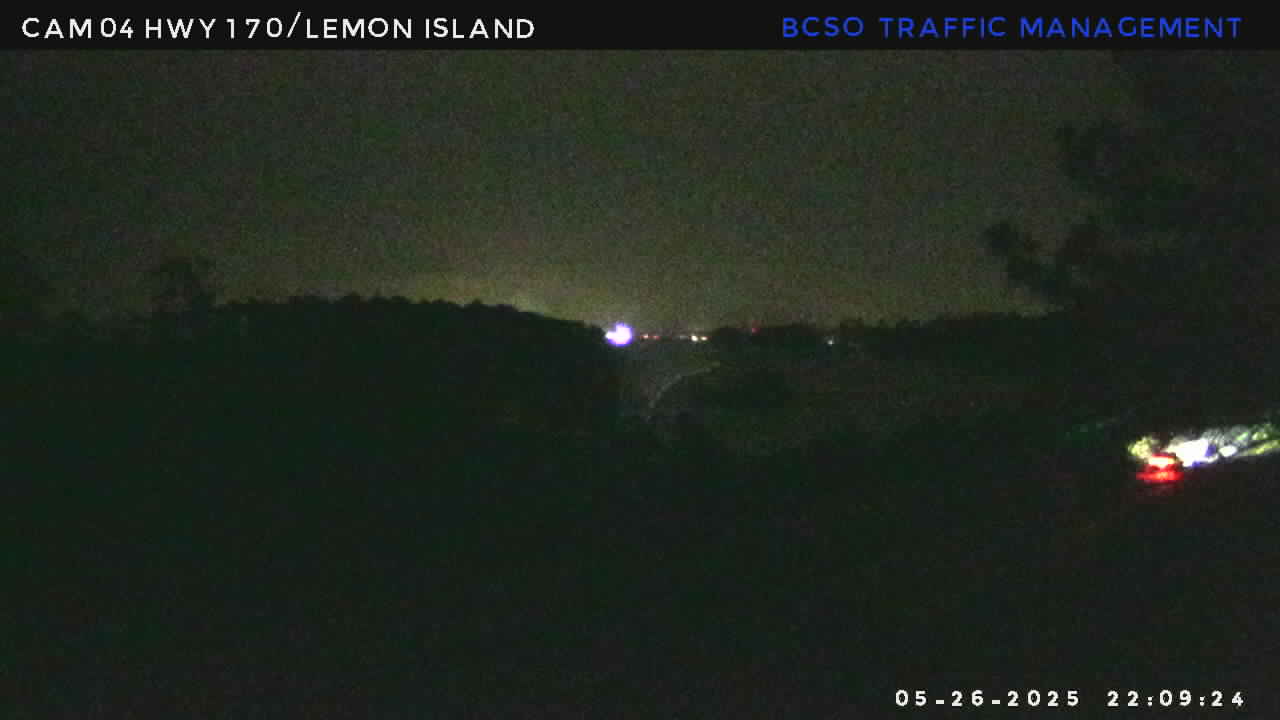 CAM04 HWY 170/LEMON ISLAND
BCSO TRAFFIC MANAGEMENT
05-26-2025 22:09:24